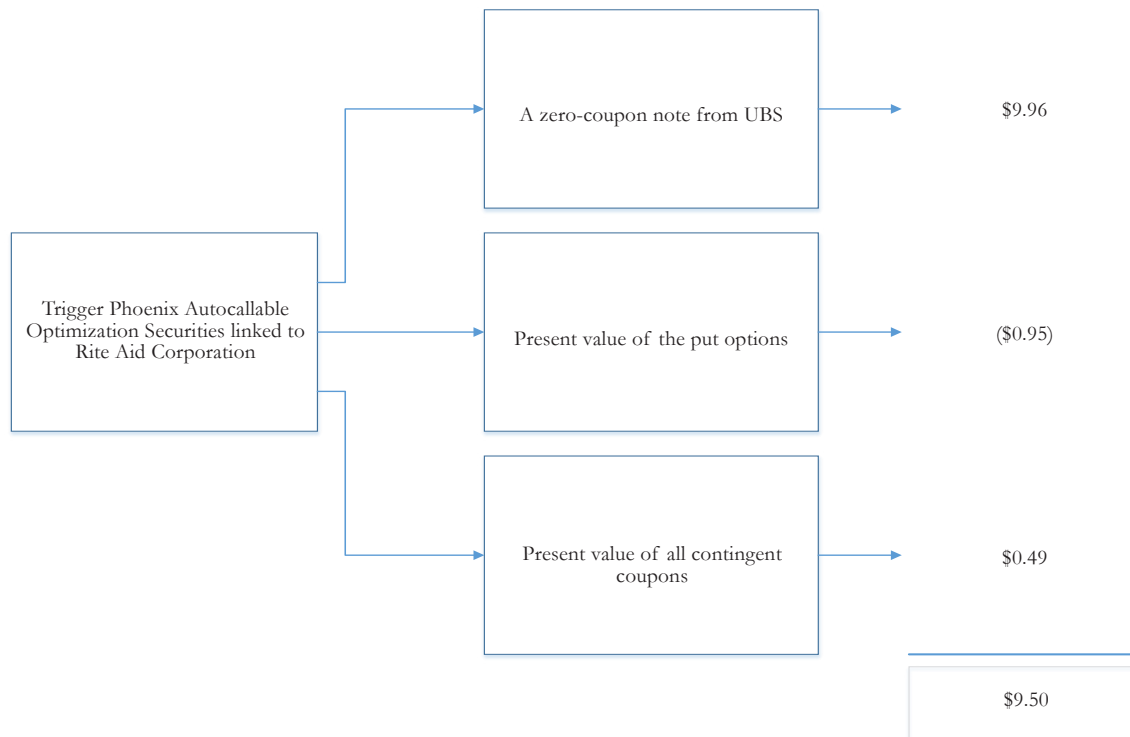 A zero-coupon note from UBS
$9.96
Trigger Phoenix Autocallable
Optimization Securities linked to
Rite Aid Corporation
Present value of the put options
($0.95)
Present value of all contingent
coupons
$0.49
$9.50